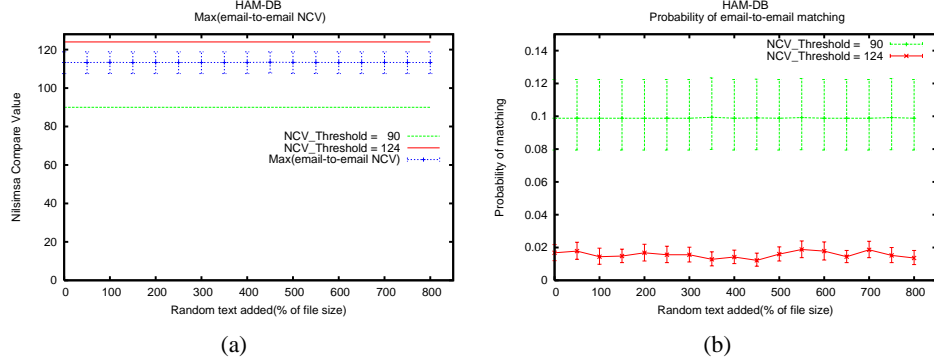 HAM-DB
Max(email-to-email NCV)
120
100
80
60
40
20
0
Nilsimsa Compare Value
NCV_Threshold = 90
NCV_Threshold = 124
Max(email-to-email NCV)
0 100 200 300 400 500 600 700 800
Random text added(% of file size)
(a)
HAM-DB
Probability of email-to-email matching
0.14
0.12
0.1
0.08
0.06
0.04
0.02
0
Probability of matching
NCV_Threshold = 90
NCV_Threshold = 124
0 100 200 300 400 500 600 700 800
Random text added(% of file size)
(b)